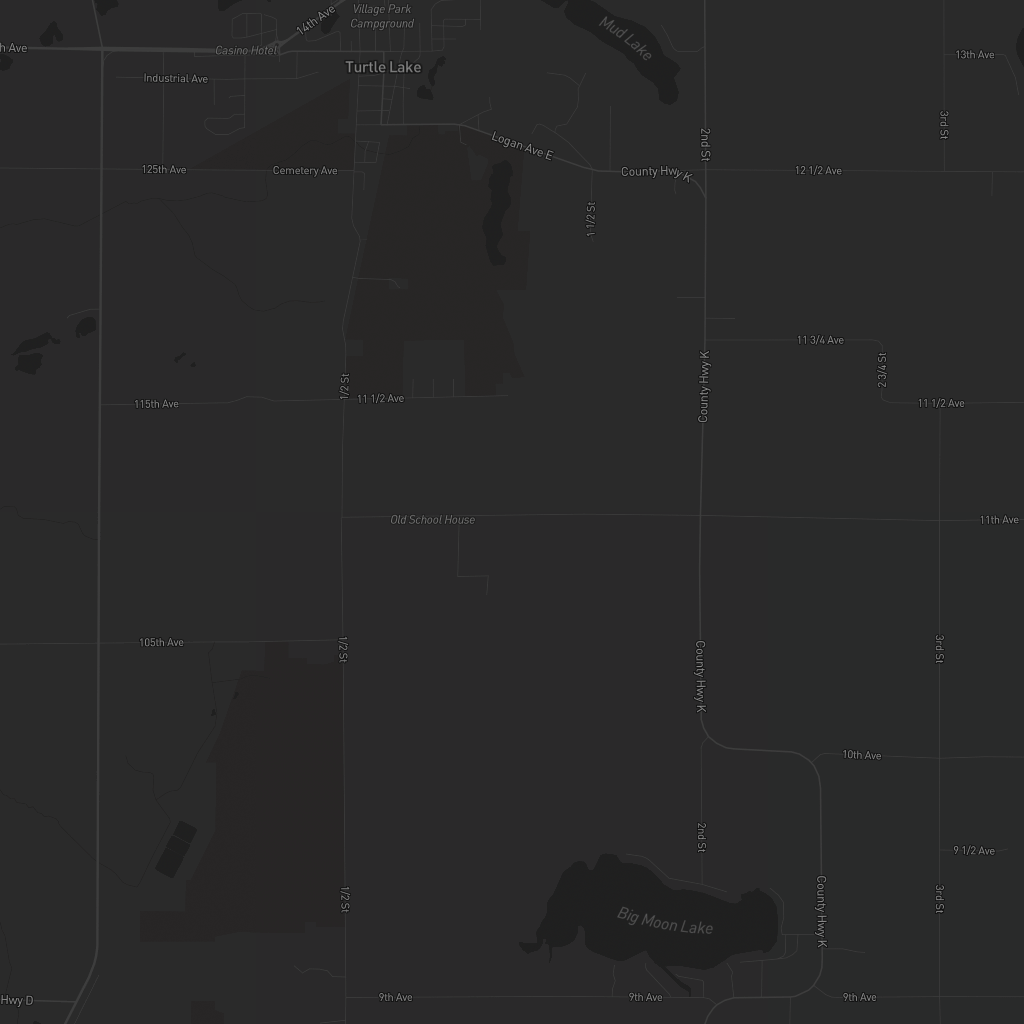 Village Park
Campground
14th Ave
h Ave
Casino Hotel
Mud Lake
13th Ave
Turtle Lake
Industrial Ave
3rd St
Logan Ave E
2nd St
125th Ave
Cemetery Ave
County Hwy K
12 1/2 Ave
1 1/2 St
11 3/4 Ave
2 3/4 St
1/2 St
County Hwy K
115th Ave
11 1/2 Ave
11 1/2 Ave
Old School House
11th Ave
105th Ave
1/2 St
County Hwy K
3rd St
10th Ave
2nd St
9 1/2 Ave
1/2 St
Big Moon Lake
County Hwy K
3rd St
Hwy D
9th Ave
9th Ave
9th Ave